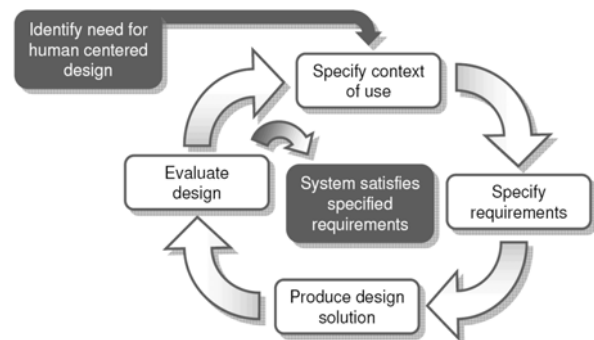 Identify need for
human centered
design
Specify context
of use
Evaluate
design
System satisfies
specified
requirements
Specify
requirements
Produce design
solution